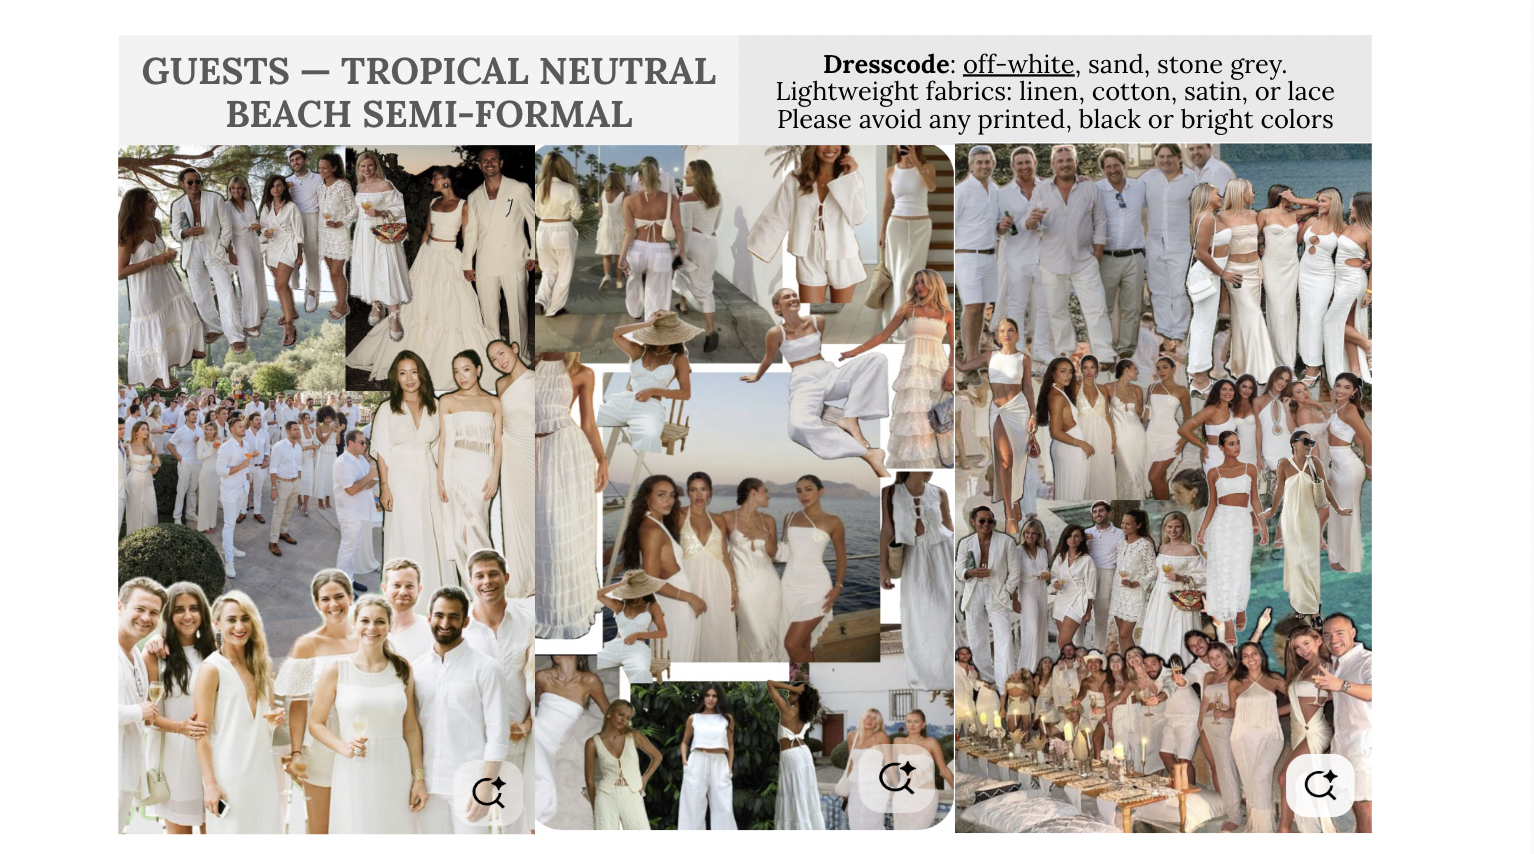 GUESTS — TROPICAL NEUTRAL
BEACH SEMI-FORMAL
Dresscode: off-white, sand, stone grey.
Lightweight fabrics: linen, cotton, satin, or lace
Please avoid any printed, black or bright colors